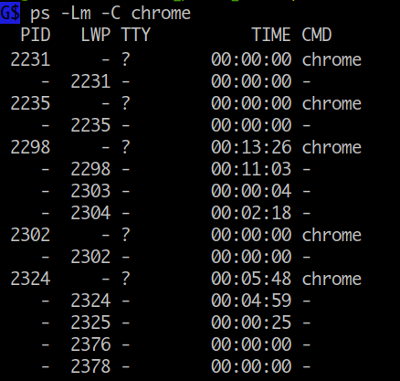 G$ ps -Lm -C chrome
PID LWP TTY TIME CMD
2231 - ? 00:00:00 chrome
- 2231 - 00:00:00 -
2235 - ? 00:00:00 chrome
- 2235 - 00:00:00 -
2298 - ? 00:13:26 chrome
- 2298 - 00:11:03 -
- 2303 - 00:00:04 -
- 2304 - 00:02:18 -
2302 - ? 00:00:00 chrome
- 2302 - 00:00:00 -
2324 - ? 00:05:48 chrome
- 2324 - 00:04:59 -
- 2325 - 00:00:25 -
- 2376 - 00:00:00 -
- 2378 - 00:00:00 -